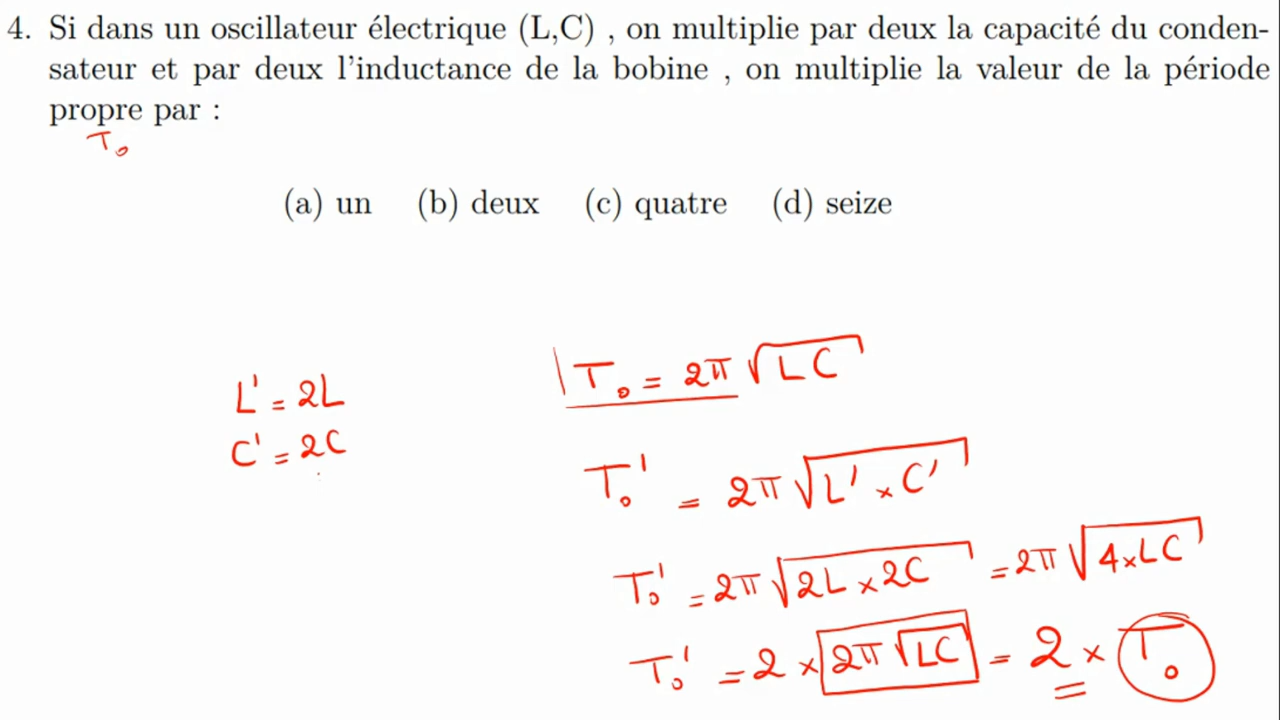 4. Si dans un oscillateur électrique (L,C) , on multiplie par deux la capacité du conden-
sateur et par deux l'inductance de la bobine , on multiplie la valeur de la période
propre par :
T₀
(a) un (b) deux (c) quatre (d) seize
T₀ = 2π √LC
L' = 2L
C' = 2C
T₀' = 2π √L' × C'
T₀' = 2π √2L × 2C = 2π √4 × LC
T₀' = 2 × 2π √LC = 2 × T₀